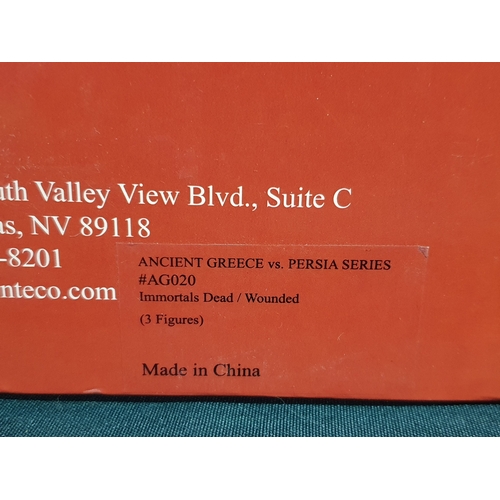 uth Valley View Blvd., Suite C
as, NV 89118
-8201
nteco.com
ANCIENT GREECE vs. PERSIA SERIES
#AG020
Immortals Dead / Wounded
(3 Figures)
Made in China